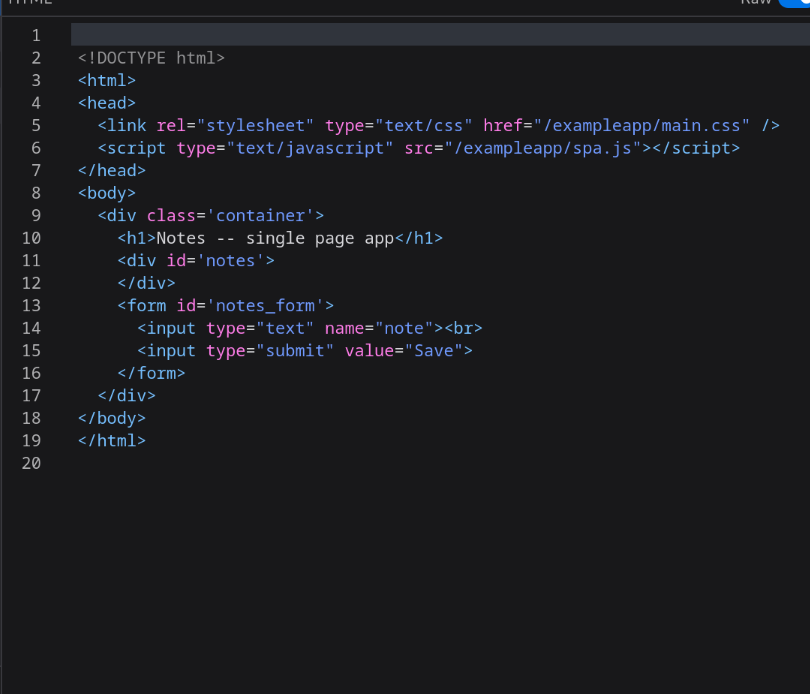 HTML
Raw
1
2 <!DOCTYPE html>
3 <html>
4 <head>
5   <link rel="stylesheet" type="text/css" href="/exampleapp/main.css" />
6   <script type="text/javascript" src="/exampleapp/spa.js"></script>
7 </head>
8 <body>
9   <div class='container'>
10     <h1>Notes -- single page app</h1>
11     <div id='notes'>
12     </div>
13     <form id='notes_form'>
14       <input type="text" name="note"><br>
15       <input type="submit" value="Save">
16     </form>
17   </div>
18 </body>
19 </html>
20